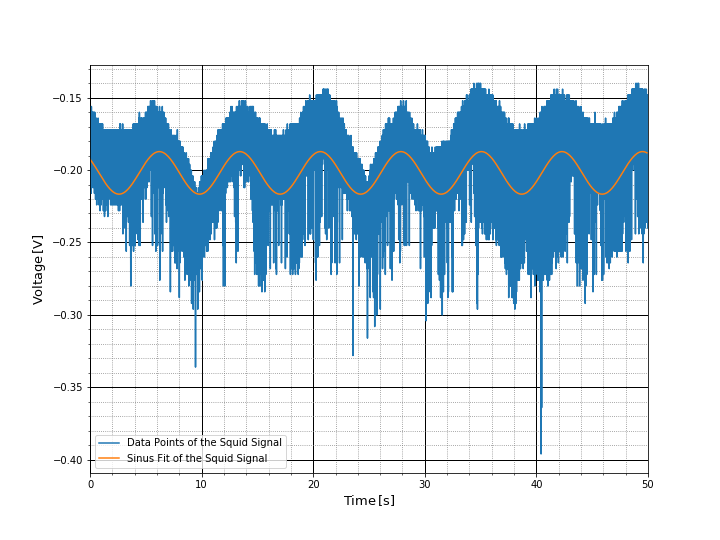 −0.15
−0.20
−0.25
−0.30
−0.35
−0.40
Voltage [V]
Data Points of the Squid Signal
Sinus Fit of the Squid Signal
0 10 20 30 40 50
Time [s]